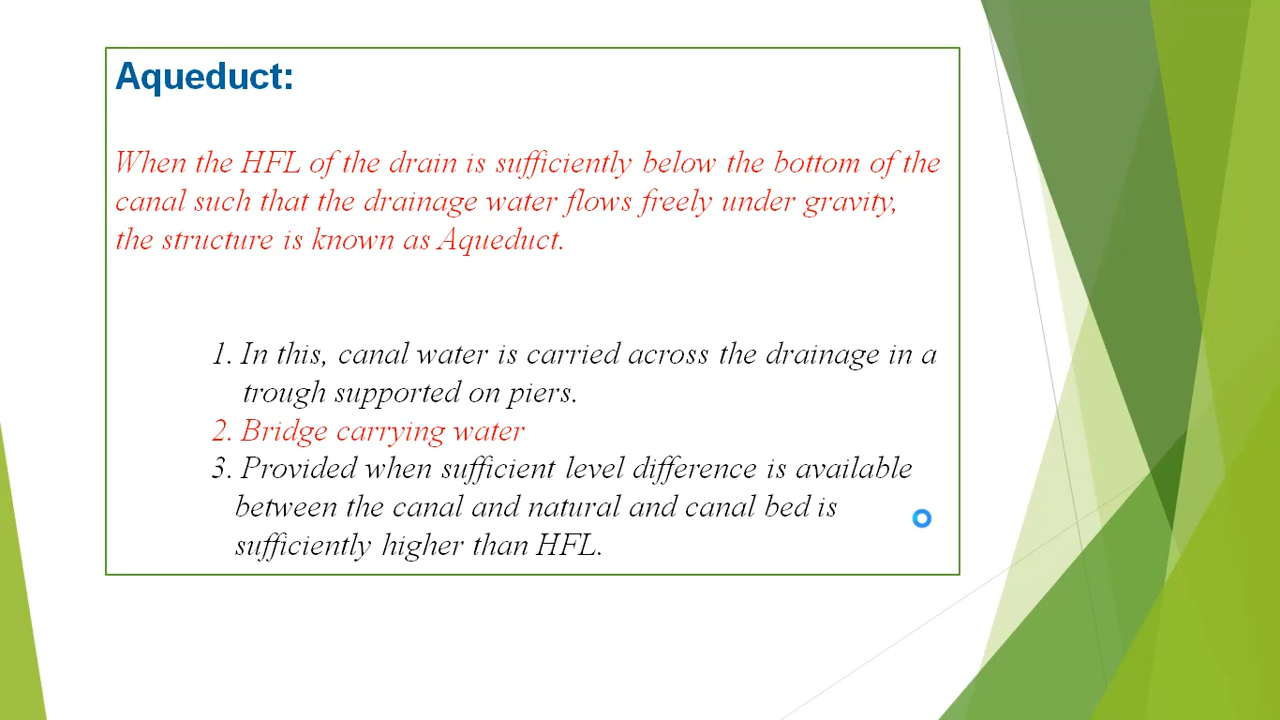 Aqueduct:
When the HFL of the drain is sufficiently below the bottom of the
canal such that the drainage water flows freely under gravity,
the structure is known as Aqueduct.
1. In this, canal water is carried across the drainage in a
trough supported on piers.
2. Bridge carrying water
3. Provided when sufficient level difference is available
between the canal and natural and canal bed is
sufficiently higher than HFL.